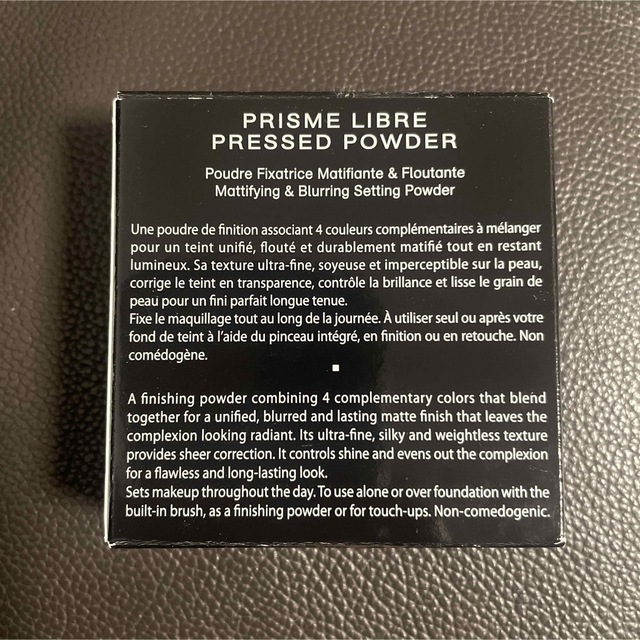 PRISME LIBRE
PRESSED POWDER
Poudre Fixatrice Matifiante & Floutante
Mattifying & Blurring Setting Powder
Une poudre de finition associant 4 couleurs complémentaires à mélanger
pour un teint unifié, flouté et durablement matifié tout en restant
lumineux. Sa texture ultra-fine, soyeuse et imperceptible sur la peau,
corrige le teint en transparence, contrôle la brillance et lisse le grain de
peau pour un fini parfait longue tenue.
Fixe le maquillage tout au long de la journée. À utiliser seul ou après votre
fond de teint à l'aide du pinceau intégré, en finition ou en retouche. Non
comédogène.
A finishing powder combining 4 complementary colors that blend
together for a unified, blurred and lasting matte finish that leaves the
complexion looking radiant. Its ultra-fine, silky and weightless texture
provides sheer correction. It controls shine and evens out the complexion
for a flawless and long-lasting look.
Sets makeup throughout the day. To use alone or over foundation with the
built-in brush, as a finishing powder or for touch-ups. Non-comedogenic.